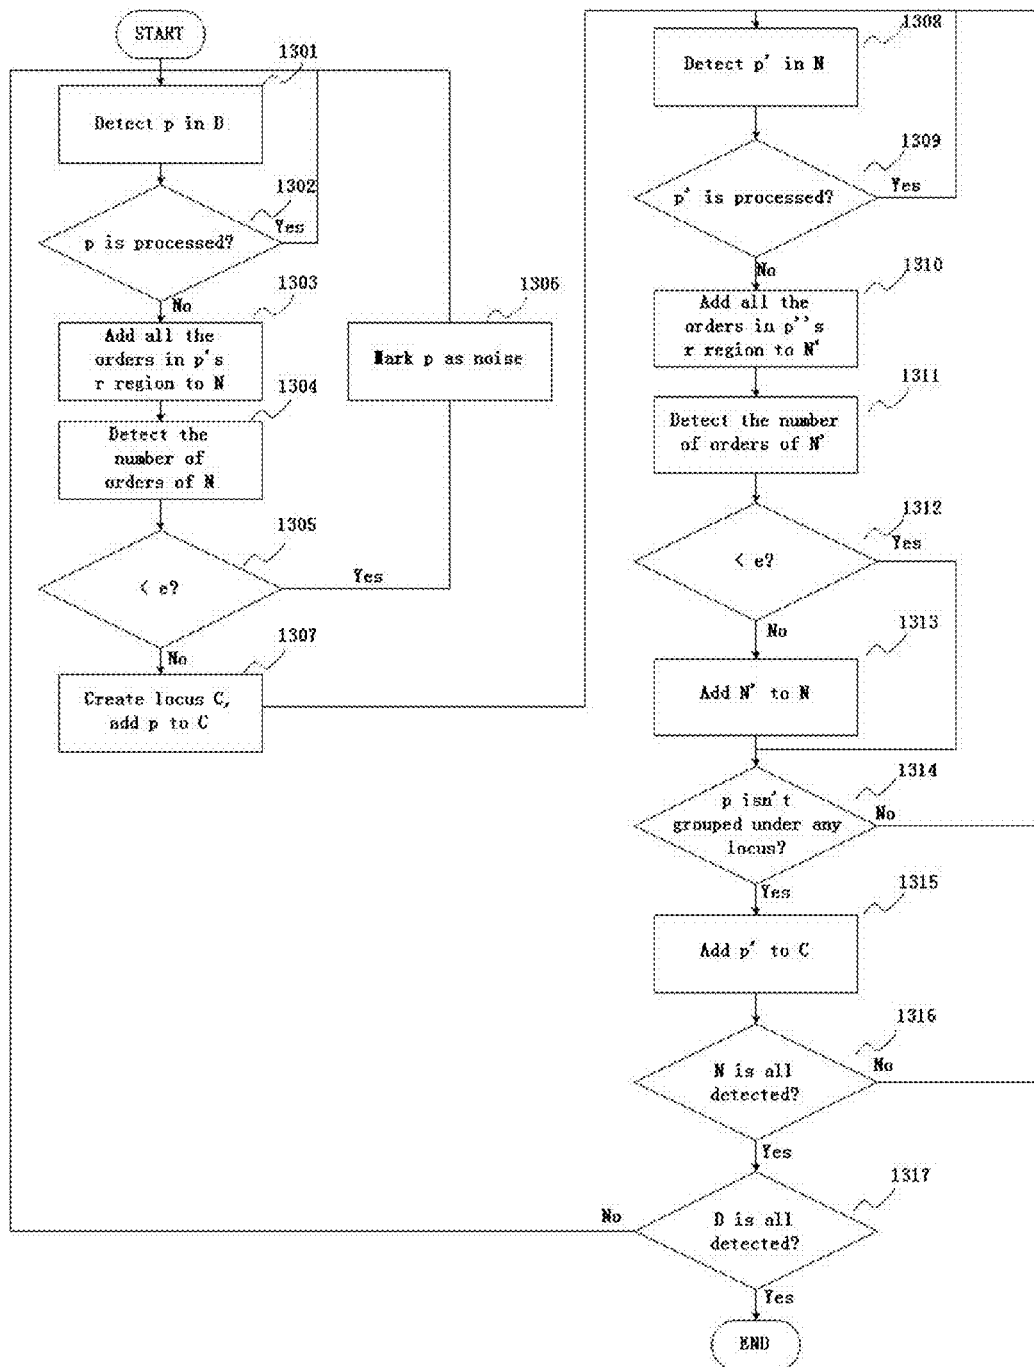 START
1301
Detect p in D
1302
p is processed?
Yes
No
1303
Add all the
orders in p's
r region to N
1304
Detect the
number of
orders of N
1305
< e?
Yes
No
1306
Mark p as noise
1307
Create locus C,
add p to C
1308
Detect p' in N
1309
p' is processed?
Yes
No
1310
Add all the
orders in p''s
r region to N'
1311
Detect the number
of orders of N'
1312
< e?
Yes
No
1313
Add N' to N
1314
p isn't
grouped under any
locus?
No
Yes
1315
Add p' to C
1316
N is all
detected?
No
Yes
1317
D is all
detected?
No
Yes
END